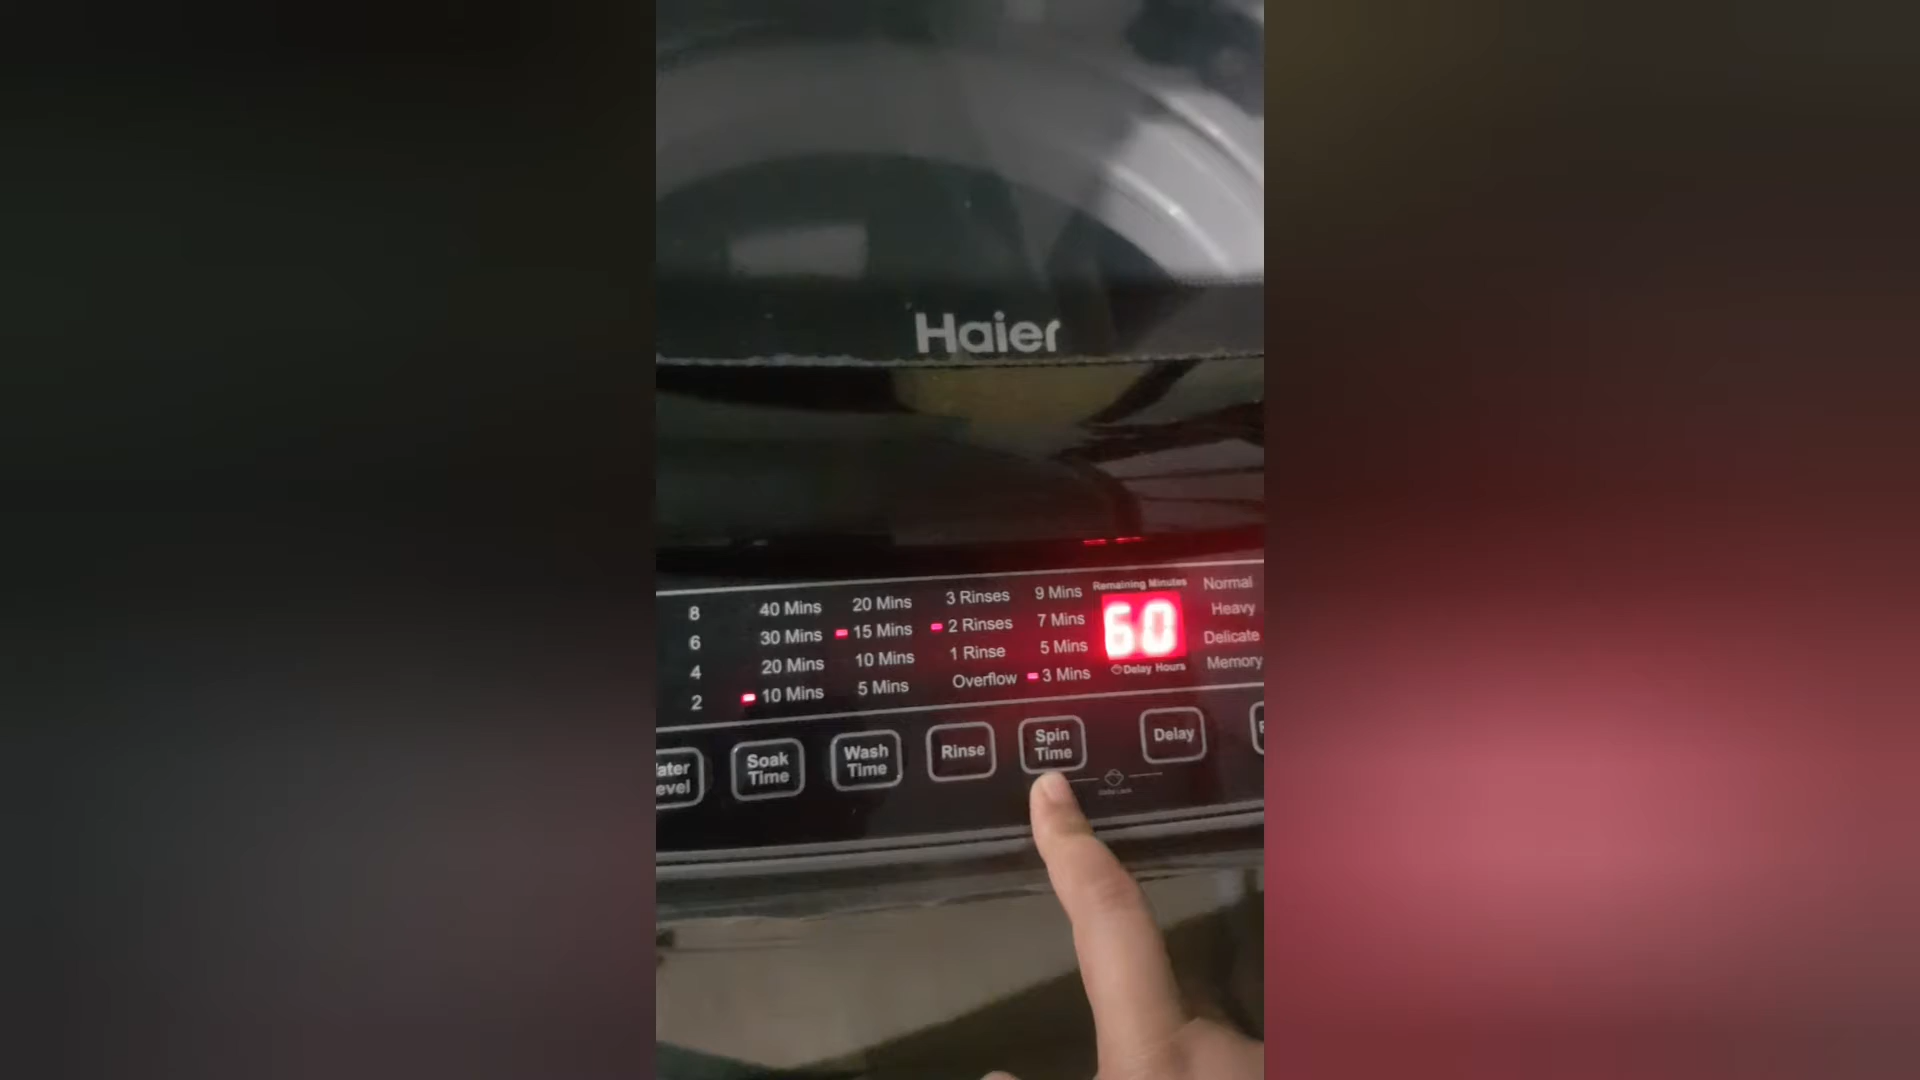 Haier
8
6
4
2
40 Mins
30 Mins
20 Mins
10 Mins
20 Mins
15 Mins
10 Mins
5 Mins
3 Rinses
2 Rinses
1 Rinse
Overflow
9 Mins
7 Mins
5 Mins
3 Mins
Remaining Minutes
60
Delay Hours
Normal
Heavy
Delicate
Memory
ater
evel
Soak
Time
Wash
Time
Rinse
Spin
Time
Delay